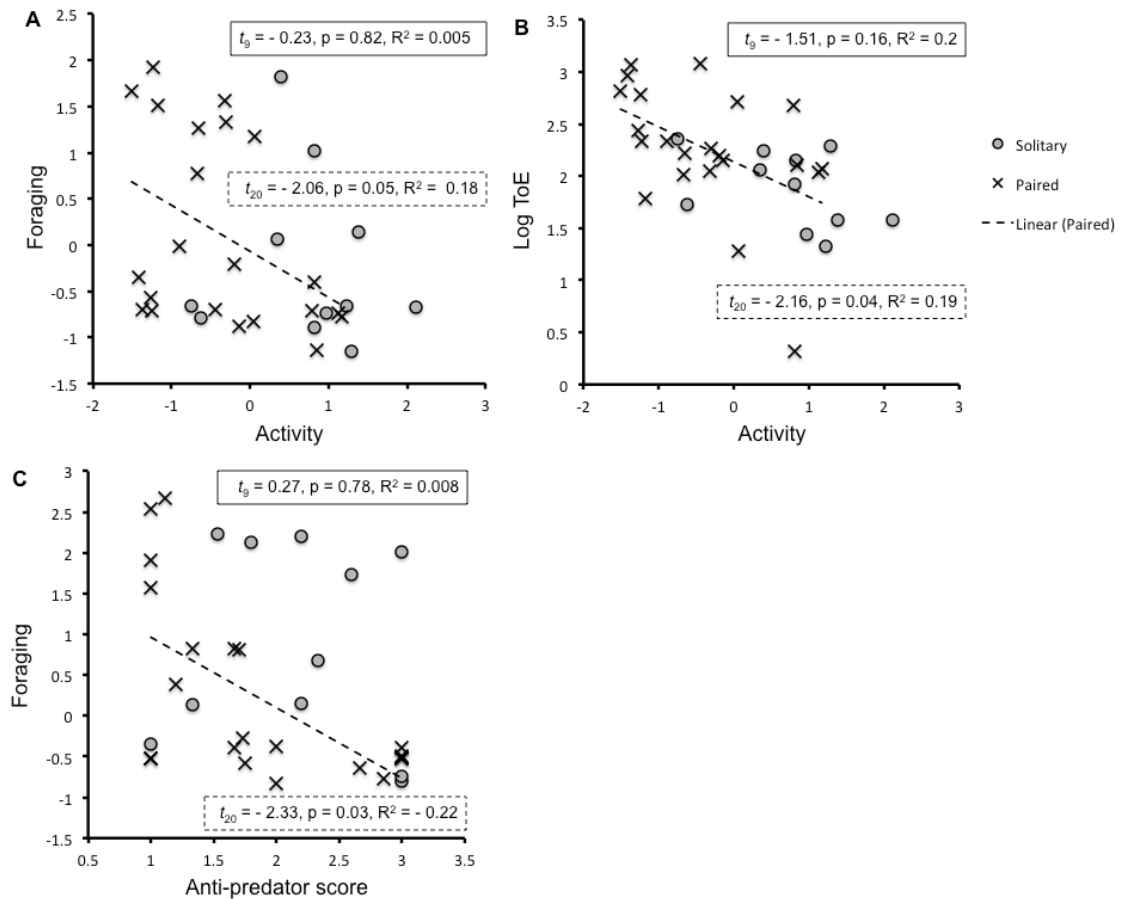 A
2.5
2
1.5
1
0.5
0
-0.5
-1
-1.5
-2
-1
0
1
2
3
Foraging
Activity
t9 = - 0.23, p = 0.82, R2 = 0.005
t20 = - 2.06, p = 0.05, R2 = 0.18
B
3.5
3
2.5
2
1.5
1
0.5
0
-2
-1
0
1
2
3
Log ToE
Activity
t9 = - 1.51, p = 0.16, R2 = 0.2
t20 = - 2.16, p = 0.04, R2 = 0.19
Solitary
Paired
Linear (Paired)
C
3
2.5
2
1.5
1
0.5
0
-0.5
-1
-1.5
0.5
1
1.5
2
2.5
3
3.5
Foraging
Anti-predator score
t9 = 0.27, p = 0.78, R2 = 0.008
t20 = - 2.33, p = 0.03, R2 = - 0.22